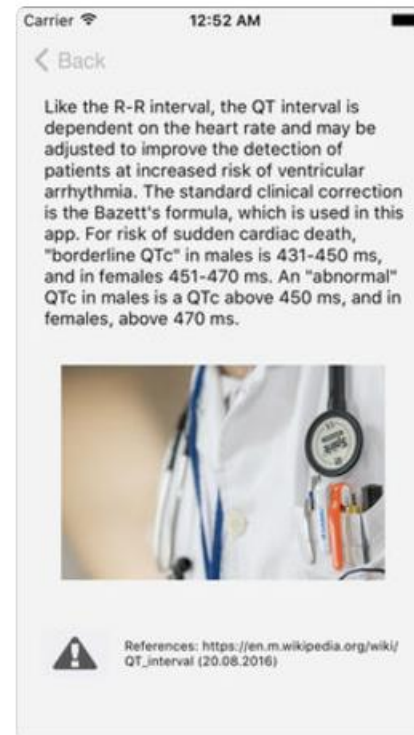 Carrier 12:52 AM
Back
Like the R-R interval, the QT interval is
dependent on the heart rate and may be
adjusted to improve the detection of
patients at increased risk of ventricular
arrhythmia. The standard clinical correction
is the Bazett's formula, which is used in this
app. For risk of sudden cardiac death,
"borderline QTc" in males is 431-450 ms,
and in females 451-470 ms. An "abnormal"
QTc in males is a QTc above 450 ms, and in
females, above 470 ms.
References: https://en.m.wikipedia.org/wiki/
QT_interval (20.08.2016)